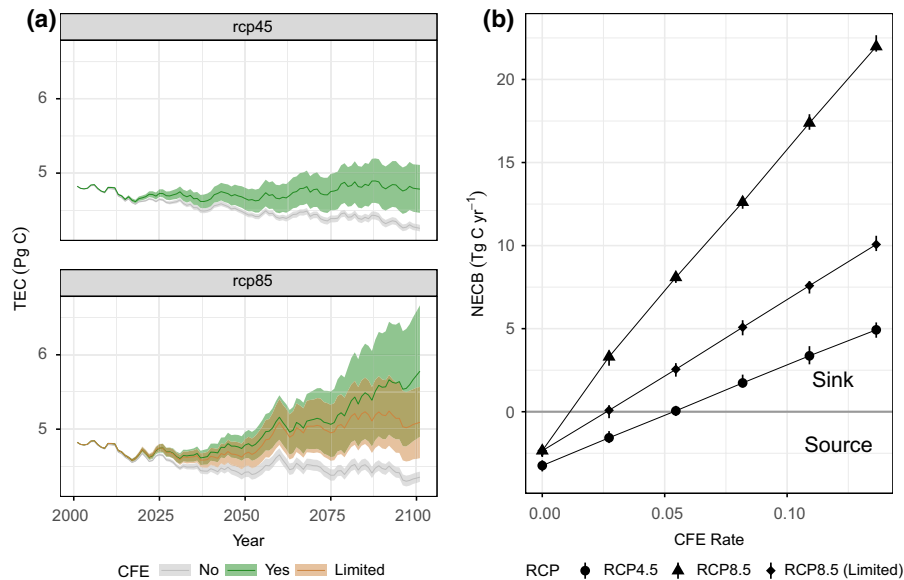 (a)
rcp45
6
5
rcp85
6
5
TEC (Pg C)
2000 2025 2050 2075 2100
Year
CFE No Yes Limited
(b)
20
15
10
5
0
NECB (Tg C yr⁻¹)
Sink
Source
0.00 0.05 0.10
CFE Rate
RCP RCP4.5 RCP8.5 RCP8.5 (Limited)